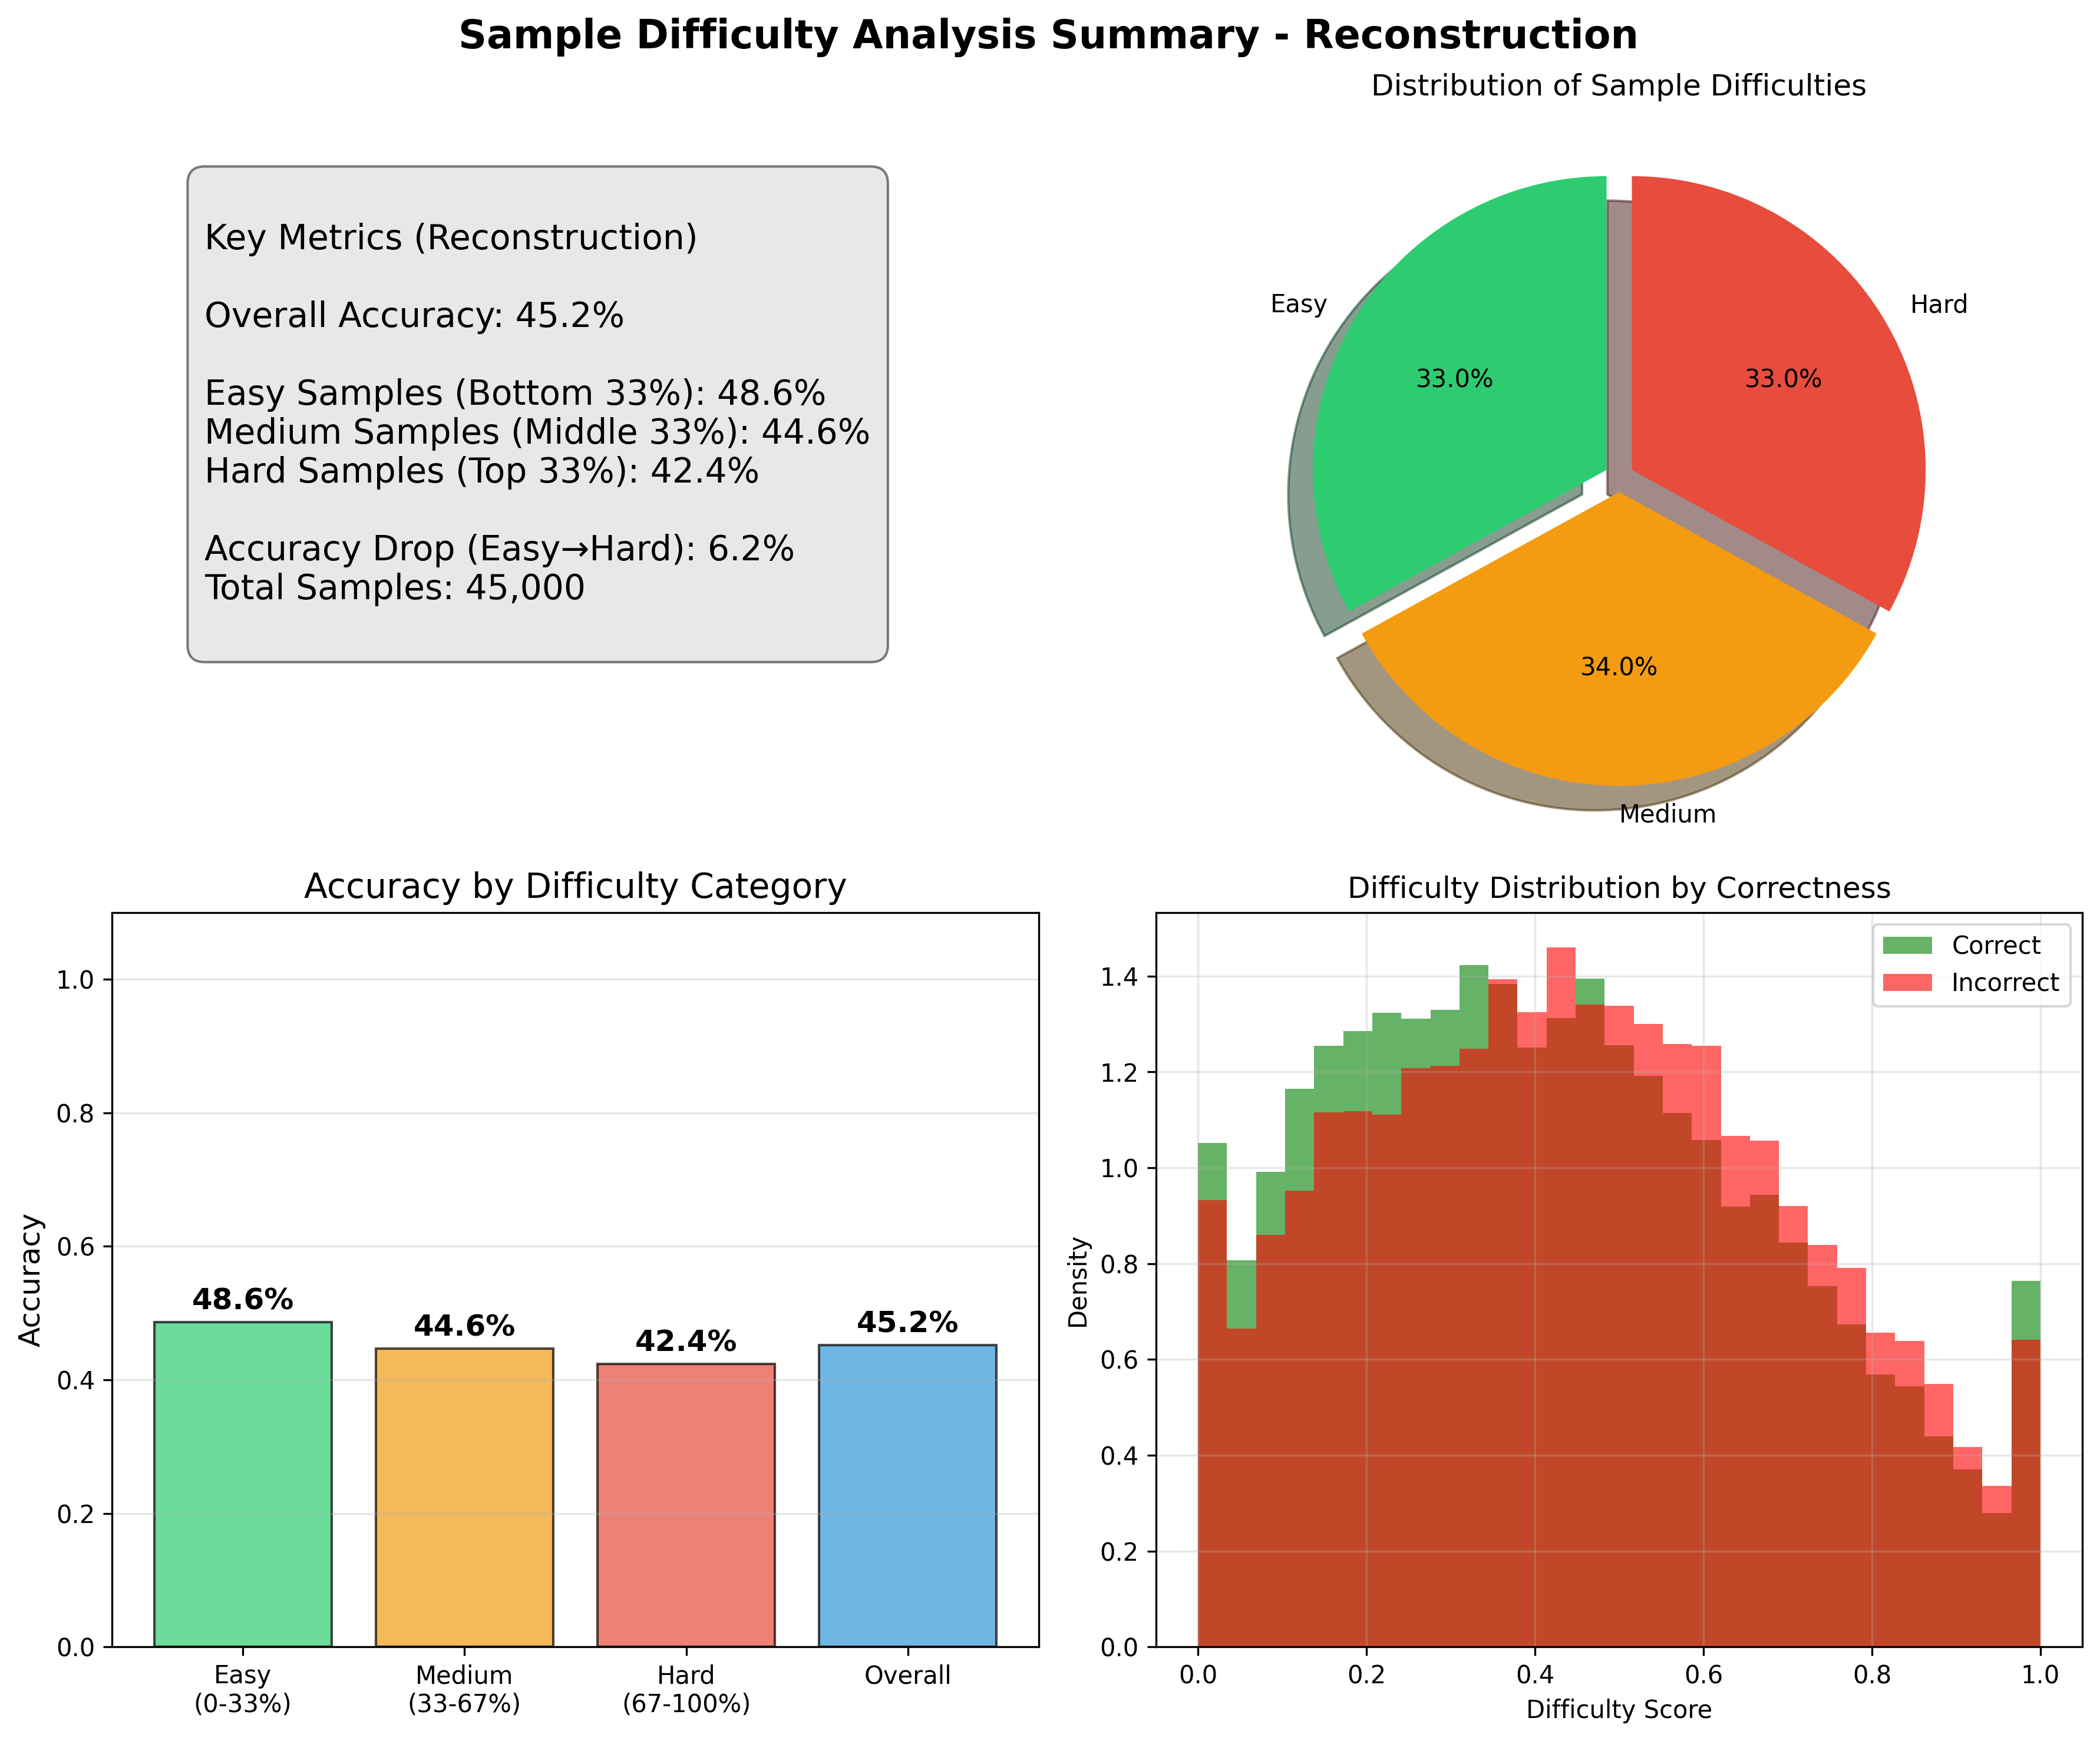 Sample Difficulty Analysis Summary - Reconstruction
Key Metrics (Reconstruction)
Overall Accuracy: 45.2%
Easy Samples (Bottom 33%): 48.6%
Medium Samples (Middle 33%): 44.6%
Hard Samples (Top 33%): 42.4%
Accuracy Drop (Easy→Hard): 6.2%
Total Samples: 45,000
Distribution of Sample Difficulties
Easy
Hard
33.0%
33.0%
34.0%
Medium
Accuracy by Difficulty Category
Accuracy
1.0
0.8
0.6
0.4
0.2
0.0
48.6%
44.6%
42.4%
45.2%
Easy
(0-33%)
Medium
(33-67%)
Hard
(67-100%)
Overall
Difficulty Distribution by Correctness
Correct
Incorrect
Density
1.4
1.2
1.0
0.8
0.6
0.4
0.2
0.0
0.0
0.2
0.4
0.6
0.8
1.0
Difficulty Score